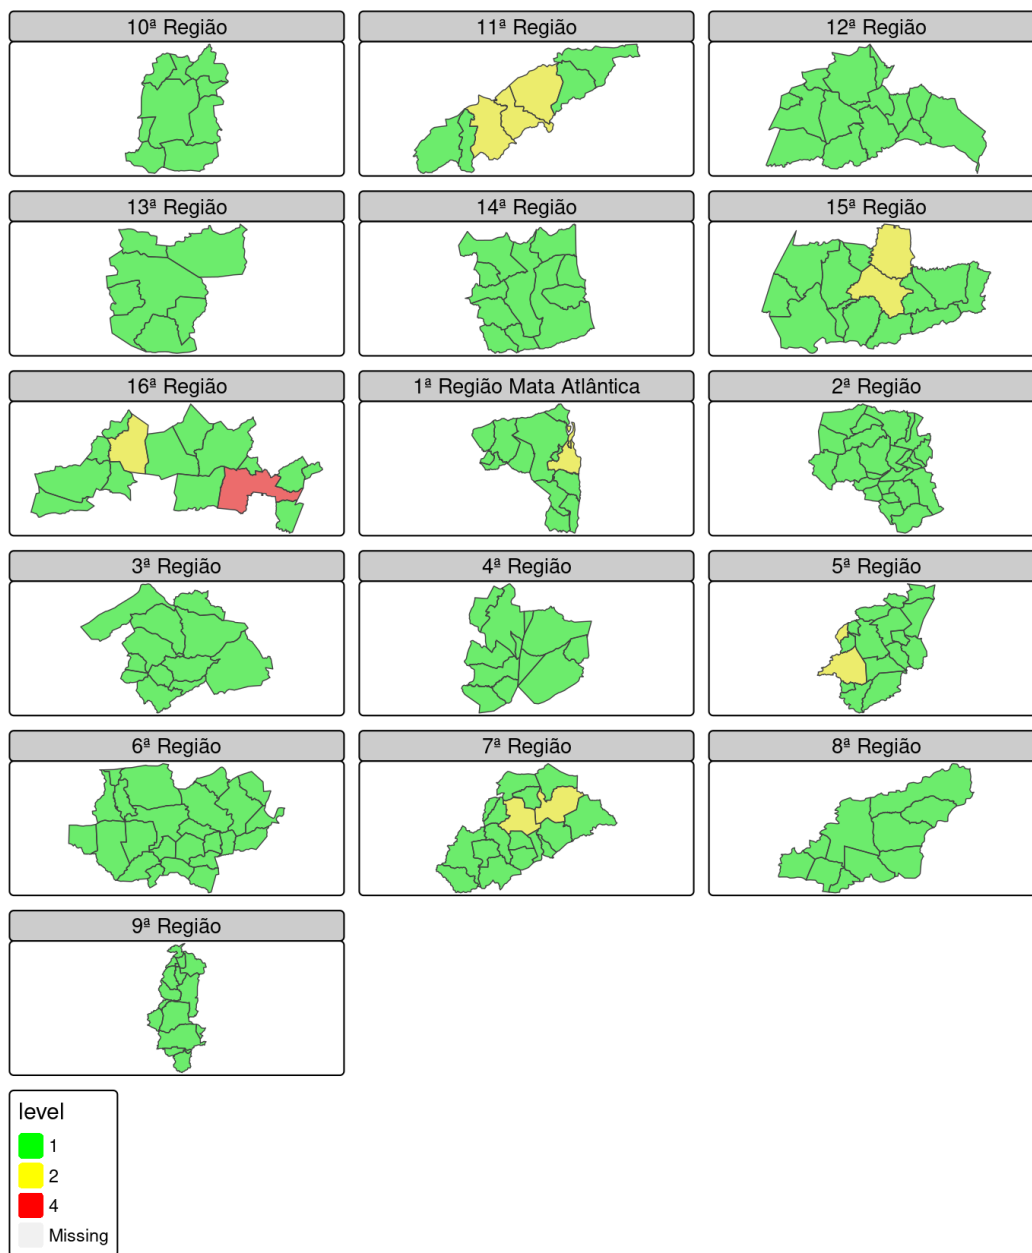 10ª Região
11ª Região
12ª Região
13ª Região
14ª Região
15ª Região
16ª Região
1ª Região Mata Atlântica
2ª Região
3ª Região
4ª Região
5ª Região
6ª Região
7ª Região
8ª Região
9ª Região
level
1
2
4
Missing